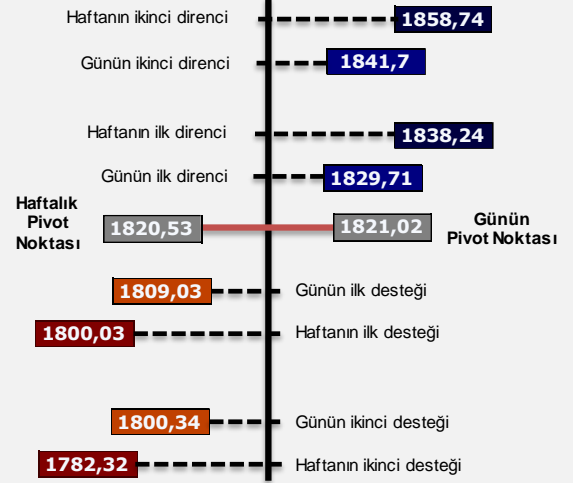 Haftanın ikinci direnci 1858,74
Günün ikinci direnci 1841,7
Haftanın ilk direnci 1838,24
Günün ilk direnci 1829,71
Haftalık
Pivot
Noktası
1820,53
1821,02
Günün
Pivot Noktası
1809,03 Günün ilk desteği
1800,03 Haftanın ilk desteği
1800,34 Günün ikinci desteği
1782,32 Haftanın ikinci desteği